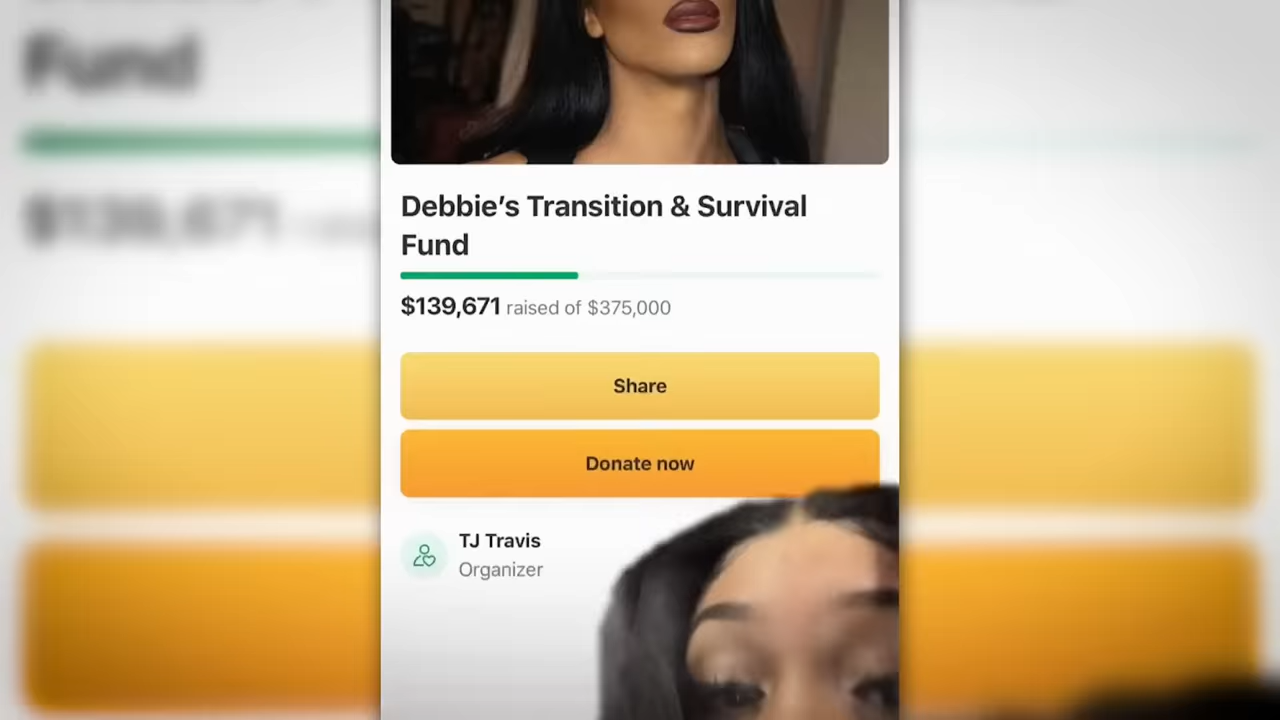 Debbie's Transition & Survival
Fund
$139,671 raised of $375,000
Share
Donate now
TJ Travis
Organizer